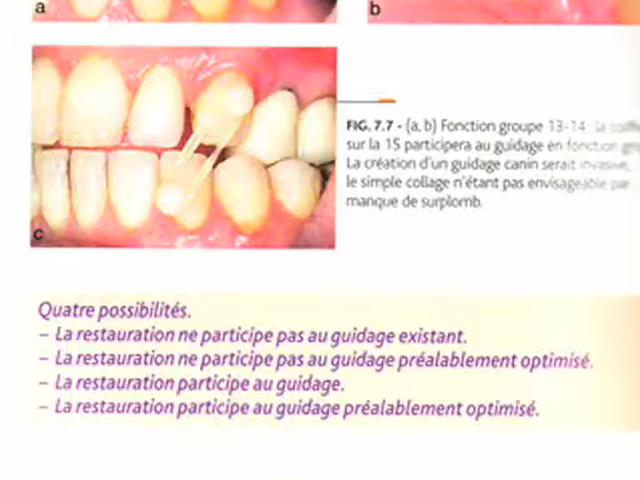 a
b
c
FIG. 7.7 - (a, b) Fonction groupe 13-14 : la
sur la 15 participera au guidage en fonction
La création d'un guidage canin serait invasive,
le simple collage n'étant pas envisageable par
manque de surplomb.
Quatre possibilités.
– La restauration ne participe pas au guidage existant.
– La restauration ne participe pas au guidage préalablement optimisé.
– La restauration participe au guidage.
– La restauration participe au guidage préalablement optimisé.